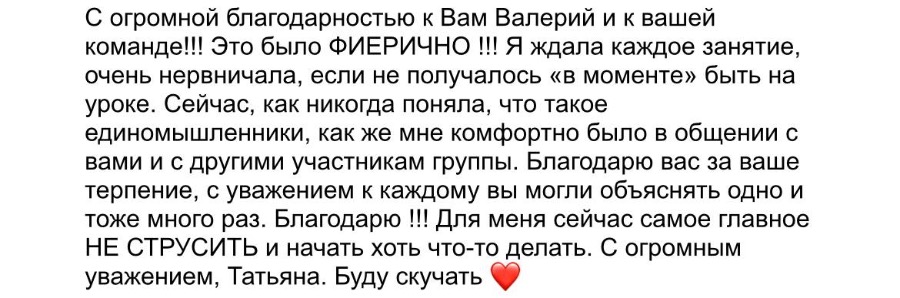 С огромной благодарностью к Вам Валерий и к вашей
команде!!! Это было ФИЕРИЧНО !!! Я ждала каждое занятие,
очень нервничала, если не получалось «в моменте» быть на
уроке. Сейчас, как никогда поняла, что такое
единомышленники, как же мне комфортно было в общении с
вами и с другими участникам группы. Благодарю вас за ваше
терпение, с уважением к каждому вы могли объяснять одно и
тоже много раз. Благодарю !!! Для меня сейчас самое главное
НЕ СТРУСИТЬ и начать хоть что-то делать. С огромным
уважением, Татьяна. Буду скучать ❤️